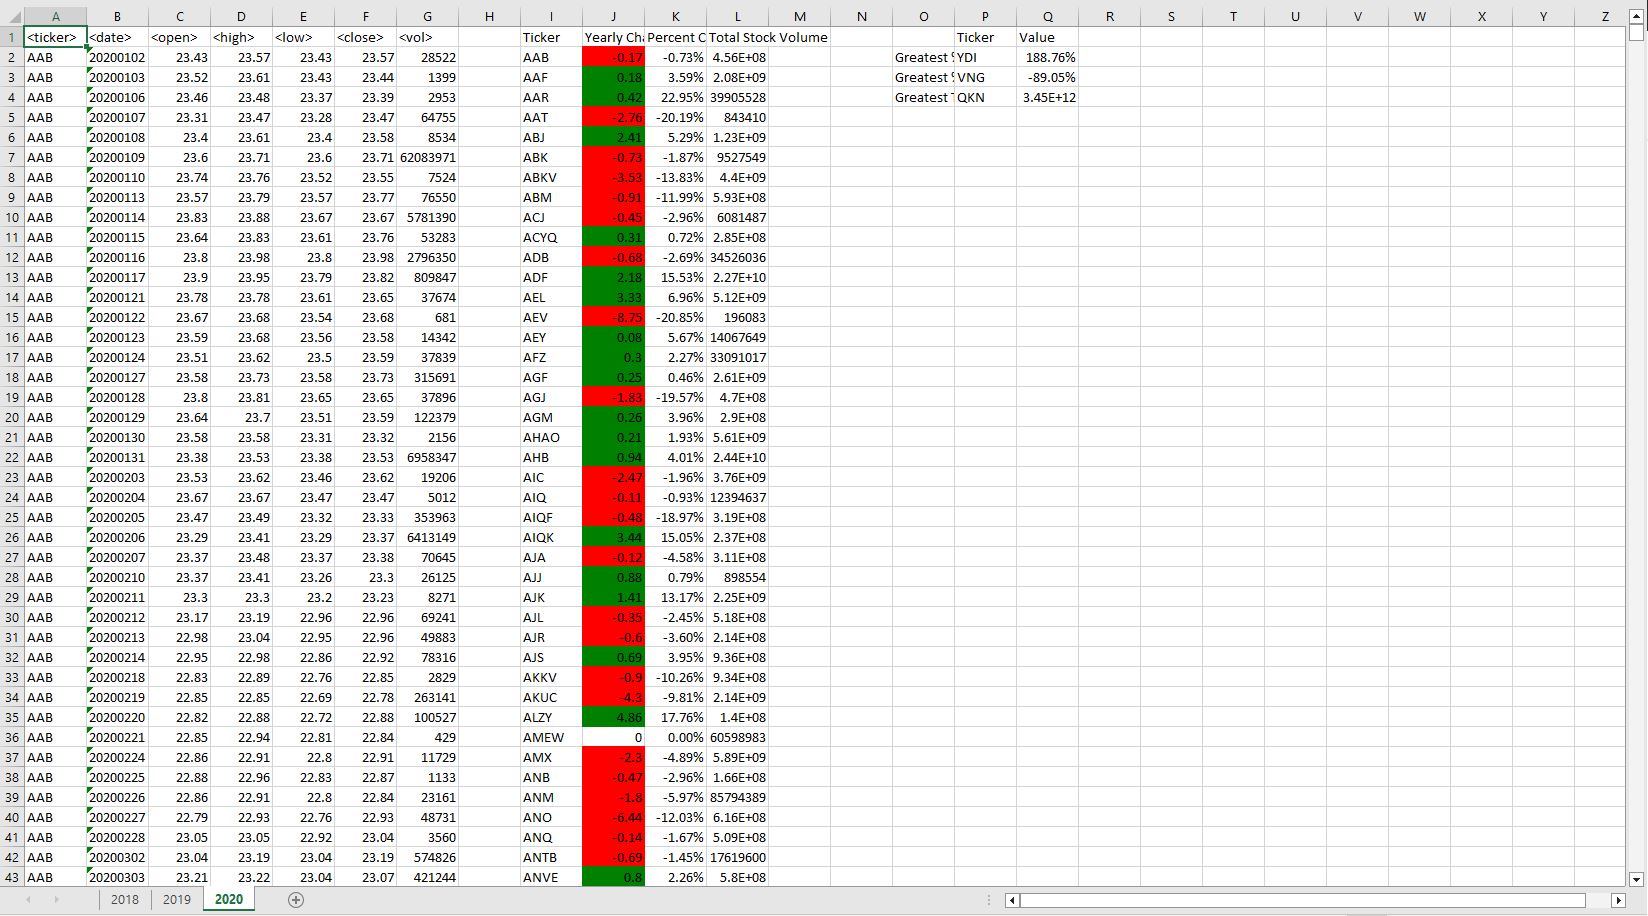 A B C D E F G H I J K L M N O P Q R S T U V W X Y Z
1 <ticker> <date> <open> <high> <low> <close> <vol> Ticker Yearly Cha Percent C Total Stock Volume Ticker Value
2 AAB 20200102 23.43 23.57 23.43 23.57 28522 AAB -0.17 -0.73% 4.56E+08 Greatest % YDI 188.76%
3 AAB 20200103 23.52 23.61 23.43 23.44 1399 AAF 0.18 3.59% 2.08E+09 Greatest % VNG -89.05%
4 AAB 20200106 23.46 23.48 23.37 23.39 2953 AAR 0.42 22.95% 39905528 Greatest T QKN 3.45E+12
5 AAB 20200107 23.31 23.47 23.28 23.47 64755 AAT -2.76 -20.19% 843410
6 AAB 20200108 23.4 23.61 23.4 23.58 8534 ABJ 2.41 5.29% 1.23E+09
7 AAB 20200109 23.6 23.71 23.6 23.71 62083971 ABK -0.73 -1.87% 9527549
8 AAB 20200110 23.74 23.76 23.52 23.55 7524 ABKV -3.53 -13.83% 4.4E+09
9 AAB 20200113 23.57 23.79 23.57 23.77 76550 ABM -0.91 -11.99% 5.93E+08
10 AAB 20200114 23.83 23.88 23.67 23.67 5781390 ACJ -0.45 -2.96% 6081487
11 AAB 20200115 23.64 23.83 23.61 23.76 53283 ACYQ 0.31 0.72% 2.85E+08
12 AAB 20200116 23.8 23.98 23.8 23.98 2796350 ADB -0.68 -2.69% 34526036
13 AAB 20200117 23.9 23.95 23.79 23.82 809847 ADF 2.18 15.53% 2.27E+10
14 AAB 20200121 23.78 23.78 23.61 23.65 37674 AEL 3.33 6.96% 5.12E+09
15 AAB 20200122 23.67 23.68 23.54 23.68 681 AEV -8.75 -20.85% 196083
16 AAB 20200123 23.59 23.68 23.56 23.58 14342 AEY 0.08 5.67% 14067649
17 AAB 20200124 23.51 23.62 23.5 23.59 37839 AFZ 0.3 2.27% 33091017
18 AAB 20200127 23.58 23.73 23.58 23.73 315691 AGF 0.25 0.46% 2.61E+09
19 AAB 20200128 23.8 23.81 23.65 23.65 37896 AGJ -1.83 -19.57% 4.7E+08
20 AAB 20200129 23.64 23.7 23.51 23.59 122379 AGM 0.26 3.96% 2.9E+08
21 AAB 20200130 23.58 23.58 23.31 23.32 2156 AHAO 0.21 1.93% 5.61E+09
22 AAB 20200131 23.38 23.53 23.38 23.53 6958347 AHB 0.94 4.01% 2.44E+10
23 AAB 20200203 23.53 23.62 23.46 23.62 19206 AIC -2.47 -1.96% 3.76E+09
24 AAB 20200204 23.67 23.67 23.47 23.47 5012 AIQ -0.11 -0.93% 12394637
25 AAB 20200205 23.47 23.49 23.32 23.33 353963 AIQF -0.48 -18.97% 3.19E+08
26 AAB 20200206 23.29 23.41 23.29 23.37 6413149 AIQK 3.44 15.05% 2.37E+08
27 AAB 20200207 23.37 23.48 23.37 23.38 70645 AJA -0.12 -4.58% 3.11E+08
28 AAB 20200210 23.37 23.41 23.26 23.3 26125 AJJ 0.88 0.79% 898554
29 AAB 20200211 23.3 23.3 23.2 23.23 8271 AJK 1.41 13.17% 2.25E+09
30 AAB 20200212 23.17 23.19 22.96 22.96 69241 AJL -0.35 -2.45% 5.18E+08
31 AAB 20200213 22.98 23.04 22.95 22.96 49883 AJR -0.6 -3.60% 2.14E+08
32 AAB 20200214 22.95 22.98 22.86 22.92 78316 AJS 0.69 3.95% 9.36E+08
33 AAB 20200218 22.83 22.89 22.76 22.85 2829 AKKV -0.9 -10.26% 9.34E+08
34 AAB 20200219 22.85 22.85 22.69 22.78 263141 AKUC -4.3 -9.81% 2.14E+09
35 AAB 20200220 22.82 22.88 22.72 22.88 100527 ALZY 4.86 17.76% 1.4E+08
36 AAB 20200221 22.85 22.94 22.81 22.84 429 AMEW 0 0.00% 60598983
37 AAB 20200224 22.86 22.91 22.8 22.91 11729 AMX -2.3 -4.89% 5.89E+09
38 AAB 20200225 22.88 22.96 22.83 22.87 1133 ANB -0.47 -2.96% 1.66E+08
39 AAB 20200226 22.86 22.91 22.8 22.84 23161 ANM -1.8 -5.97% 85794389
40 AAB 20200227 22.79 22.93 22.76 22.93 48731 ANO -6.44 -12.03% 6.16E+08
41 AAB 20200228 23.05 23.05 22.92 23.04 3560 ANQ -0.14 -1.67% 5.09E+08
42 AAB 20200302 23.04 23.19 23.04 23.19 574826 ANTB -0.69 -1.45% 17619600
43 AAB 20200303 23.21 23.22 23.04 23.07 421244 ANVE 0.8 2.26% 5.8E+08
2018 2019 2020